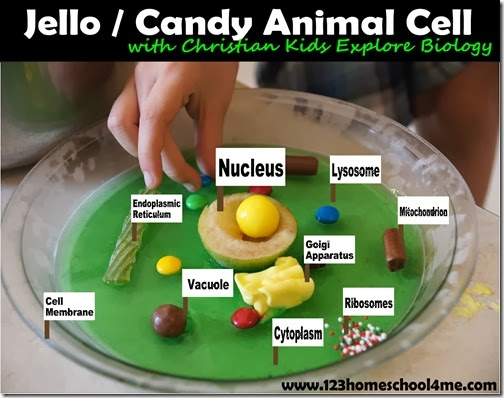 Jello / Candy Animal Cell
with Christian Kids Explore Biology
Nucleus
Lysosome
Endoplasmic
Reticulum
Mitochondrion
Golgi
Apparatus
Vacuole
Cell
Membrane
Ribosomes
Cytoplasm
www.123homeschool4me.com